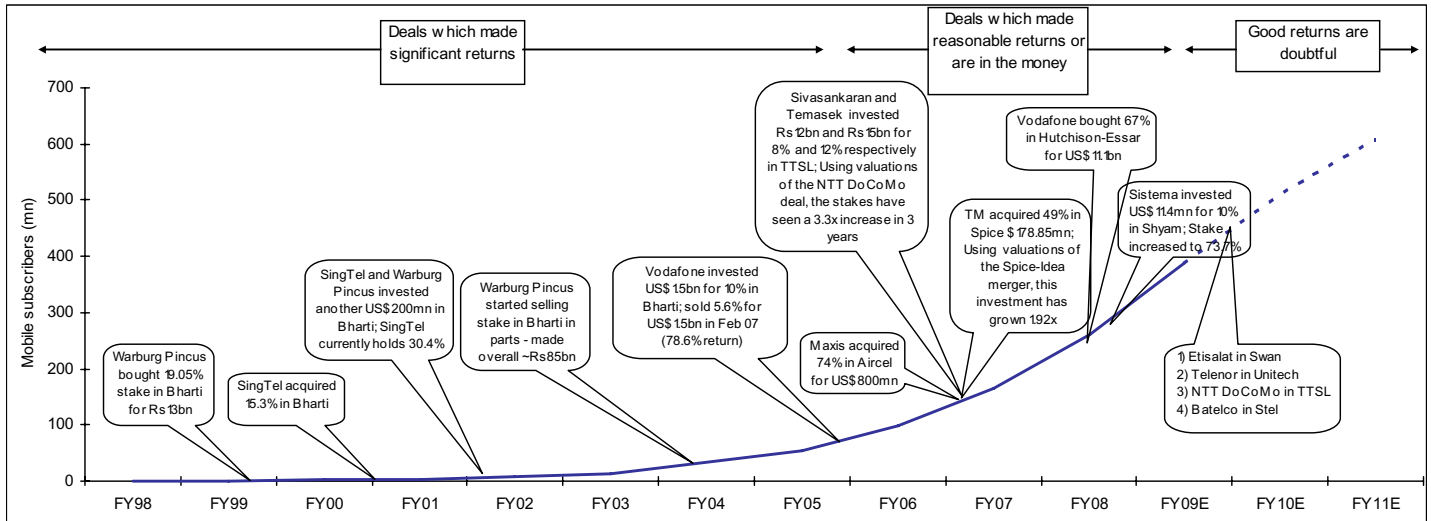 Deals which made
significant returns
Deals which made
reasonable returns or
are in the money
Good returns are
doubtful
Mobile subscribers (mn)
700
600
500
400
300
200
100
0
Warburg Pincus
bought 19.05%
stake in Bharti
for Rs13bn
SingTel acquired
15.3% in Bharti
SingTel and Warburg
Pincus invested
another US$200mn in
Bharti; SingTel
currently holds 30.4%
Warburg Pincus
started selling
stake in Bharti in
parts - made
overall ~Rs85bn
Vodafone invested
US$1.5bn for 10% in
Bharti; sold 5.6% for
US$1.5bn in Feb 07
(78.6% return)
Sivasankaran and
Temasek invested
Rs12bn and Rs15bn for
8% and 12% respectively
in TTSL; Using valuations
of the NTT DoCoMo
deal, the stakes have
seen a 3.3x increase in 3
years
Maxis acquired
74% in Aircel
for US$800mn
TM acquired 49% in
Spice $178.85mn;
Using valuations of
the Spice-Idea
merger, this
investment has
grown 1.92x
Vodafone bought 67%
in Hutchison-Essar
for US$11.1bn
Sistema invested
US$11.4mn for 10%
in Shyam; Stake
increased to 73.7%
1) Etisalat in Swan
2) Telenor in Unitech
3) NTT DoCoMo in TTSL
4) Batelco in Stel
FY98 FY99 FY00 FY01 FY02 FY03 FY04 FY05 FY06 FY07 FY08 FY09E FY10E FY11E